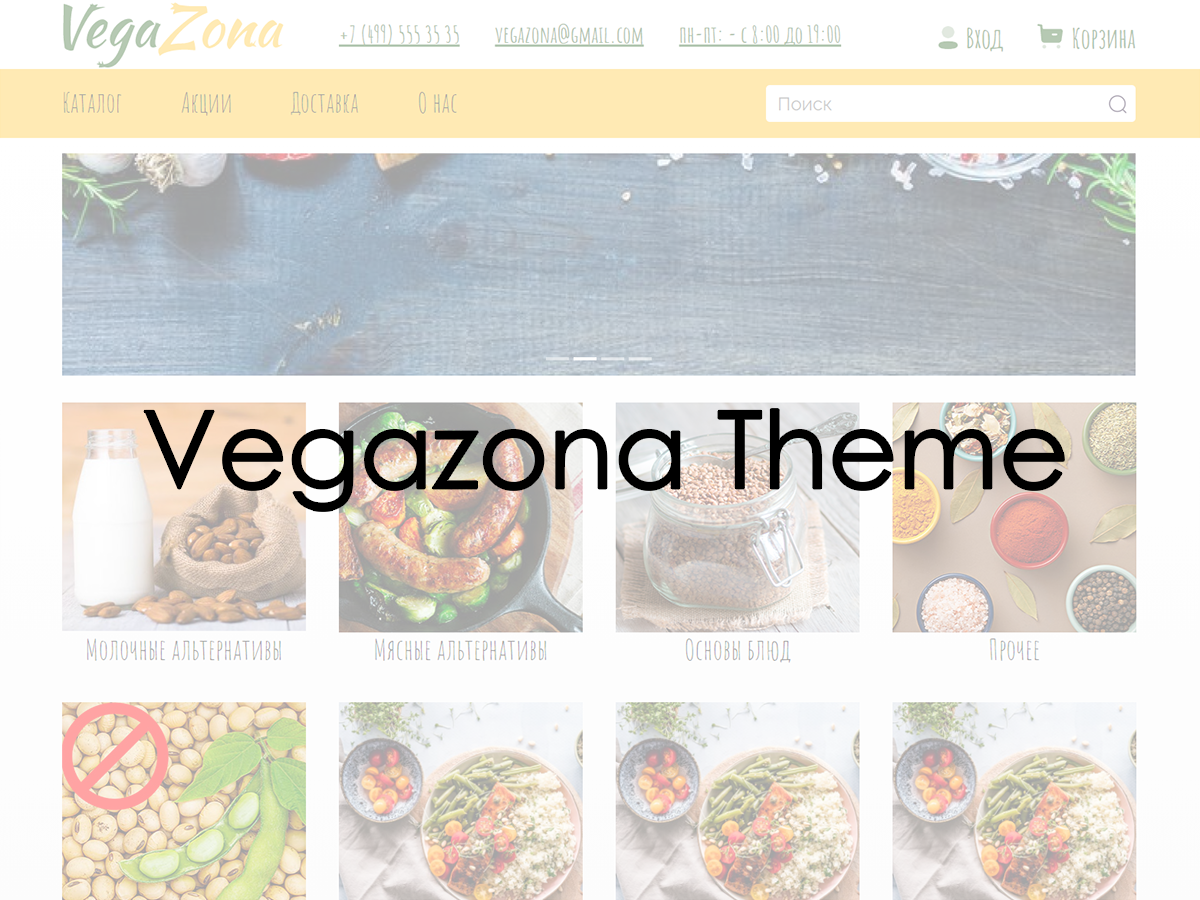 VegaZona
+7 (499) 555 35 35
vegazona@gmail.com
пн-пт: - с 8:00 до 19:00
Вход
Корзина
Каталог
Акции
Доставка
О нас
Поиск
Vegazona Theme
Молочные альтернативы
Мясные альтернативы
Основы блюд
Прочее